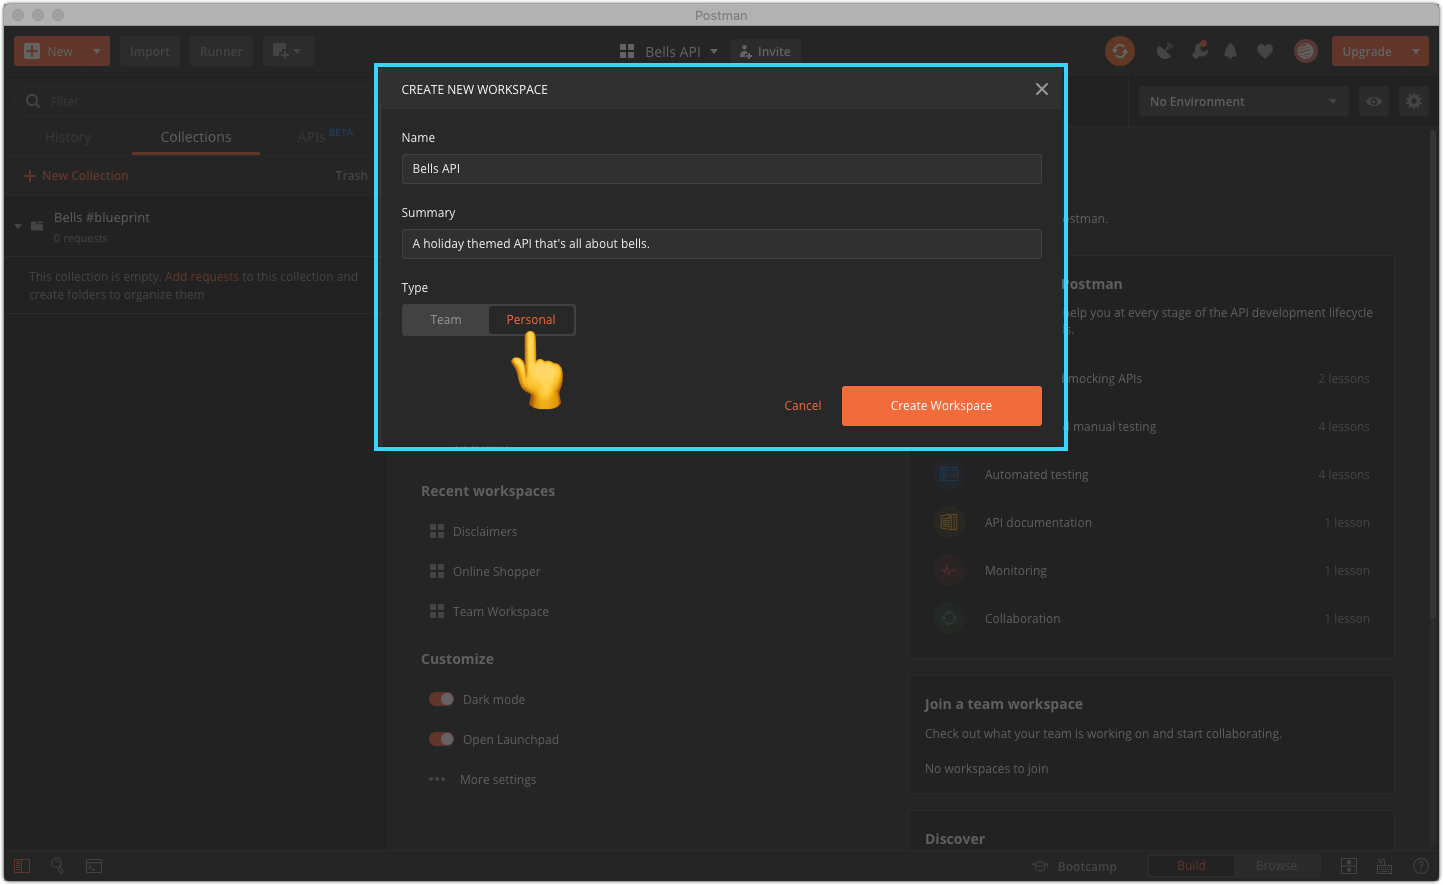 Postman
New
Import
Runner
Bells API
Invite
Upgrade
Filter
No Environment
History
Collections
APIs BETA
New Collection
Trash
Bells #blueprint
0 requests
This collection is empty. Add requests to this collection and
create folders to organize them
CREATE NEW WORKSPACE
Name
Bells API
Summary
A holiday themed API that's all about bells.
Type
Team
Personal
Cancel
Create Workspace
Recent workspaces
Disclaimers
Online Shopper
Team Workspace
Customize
Dark mode
Open Launchpad
More settings
ostman.
Postman
help you at every stage of the API development lifecycle
s.
mocking APIs
2 lessons
manual testing
4 lessons
Automated testing
4 lessons
API documentation
1 lesson
Monitoring
1 lesson
Collaboration
1 lesson
Join a team workspace
Check out what your team is working on and start collaborating.
No workspaces to join
Discover
Bootcamp
Build
Browse